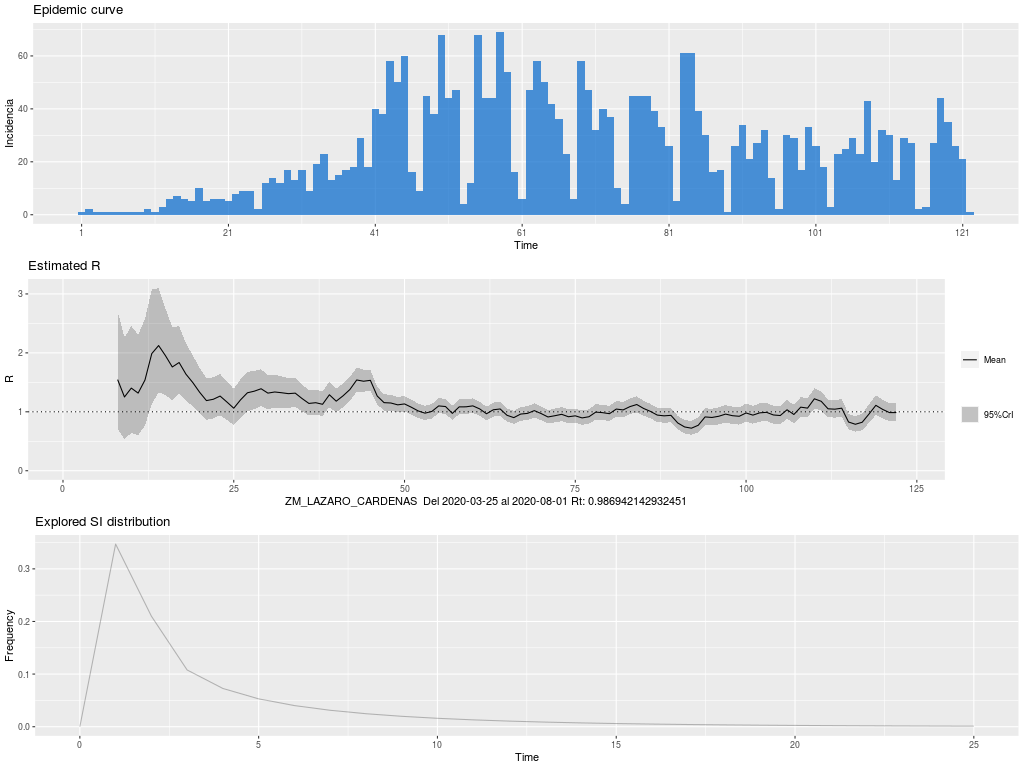 Epidemic curve
60
40
20
0
Incidencia
1 21 41 61 81 101 121
Time
Estimated R
3
2
1
0
R
Mean
95%CrI
0 25 50 75 100 125
ZM_LAZARO_CARDENAS Del 2020-03-25 al 2020-08-01 Rt: 0.986942142932451
Explored SI distribution
0.3
0.2
0.1
0.0
Frequency
0 5 10 15 20 25
Time